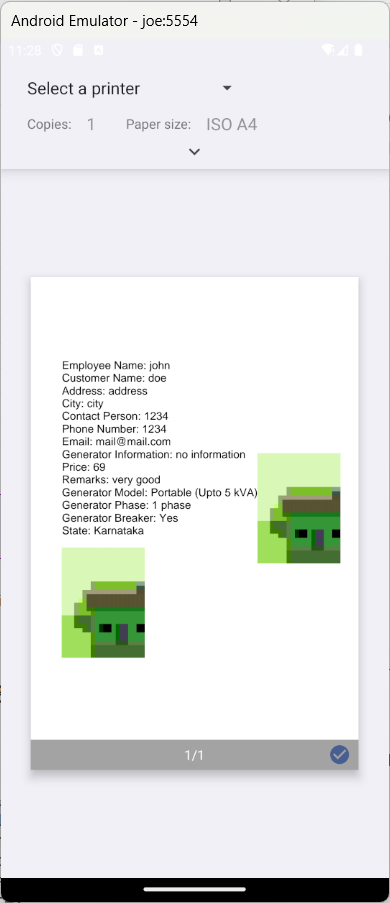 Android Emulator - joe:5554
11:28
Select a printer
Copies: 1 Paper size: ISO A4
Employee Name: john
Customer Name: doe
Address: address
City: city
Contact Person: 1234
Phone Number: 1234
Email: mail@mail.com
Generator Information: no information
Price: 69
Remarks: very good
Generator Model: Portable (Upto 5 kVA)
Generator Phase: 1 phase
Generator Breaker: Yes
State: Karnataka
1/1